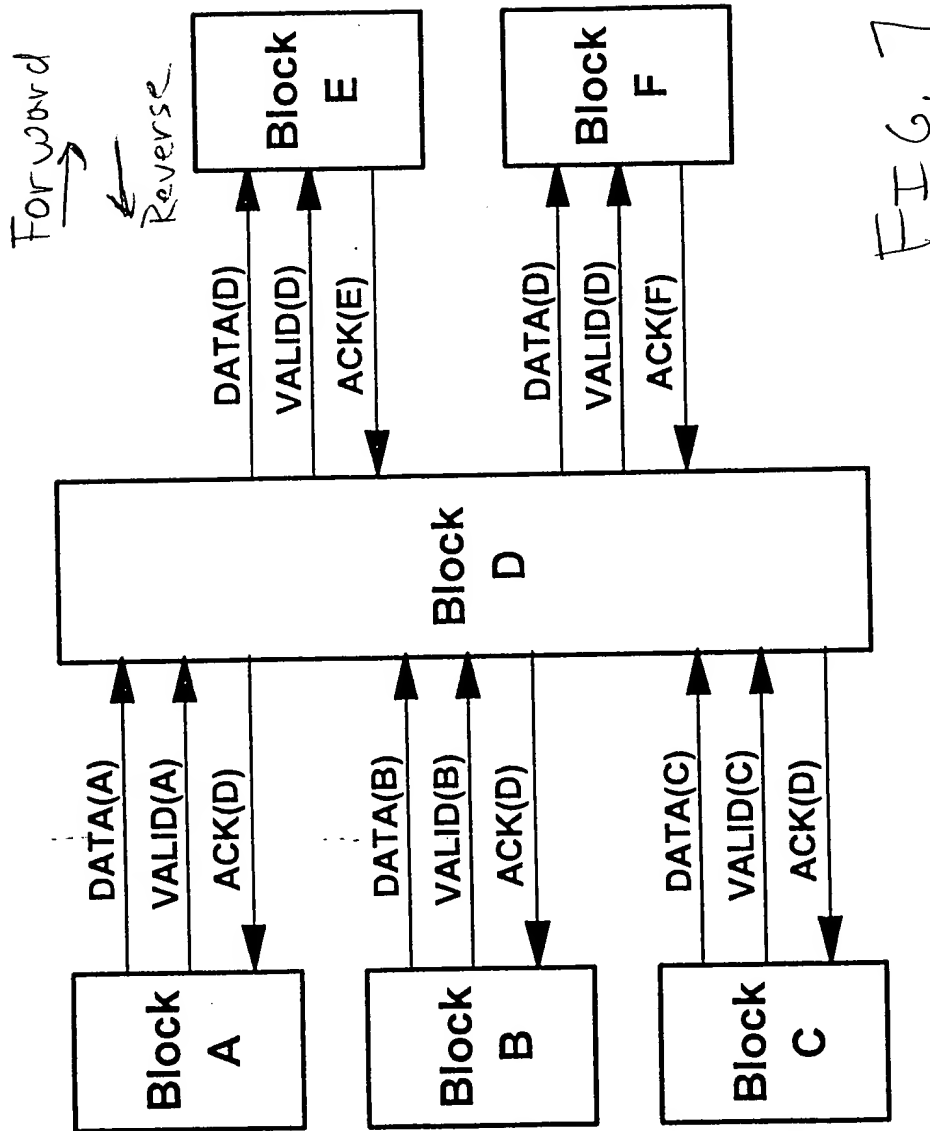 Forward
Reverse
Block
A
DATA(A)
VALID(A)
ACK(D)
Block
B
DATA(B)
VALID(B)
ACK(D)
Block
C
DATA(C)
VALID(C)
ACK(D)
Block
D
DATA(D)
VALID(D)
ACK(E)
Block
E
DATA(D)
VALID(D)
ACK(F)
Block
F
FIG. 7